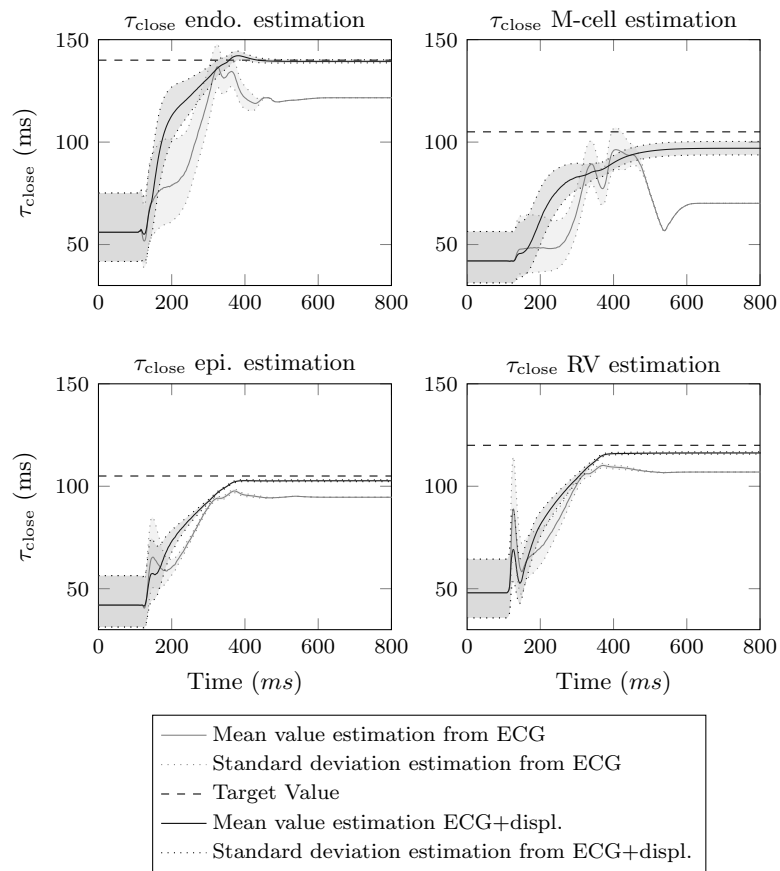 τclose endo. estimation
τclose M-cell estimation
150
100
50
τclose (ms)
0 200 400 600 800
150
100
50
0 200 400 600 800
τclose epi. estimation
τclose RV estimation
150
100
50
τclose (ms)
0 200 400 600 800
Time (ms)
150
100
50
0 200 400 600 800
Time (ms)
Mean value estimation from ECG
Standard deviation estimation from ECG
Target Value
Mean value estimation ECG+displ.
Standard deviation estimation from ECG+displ.